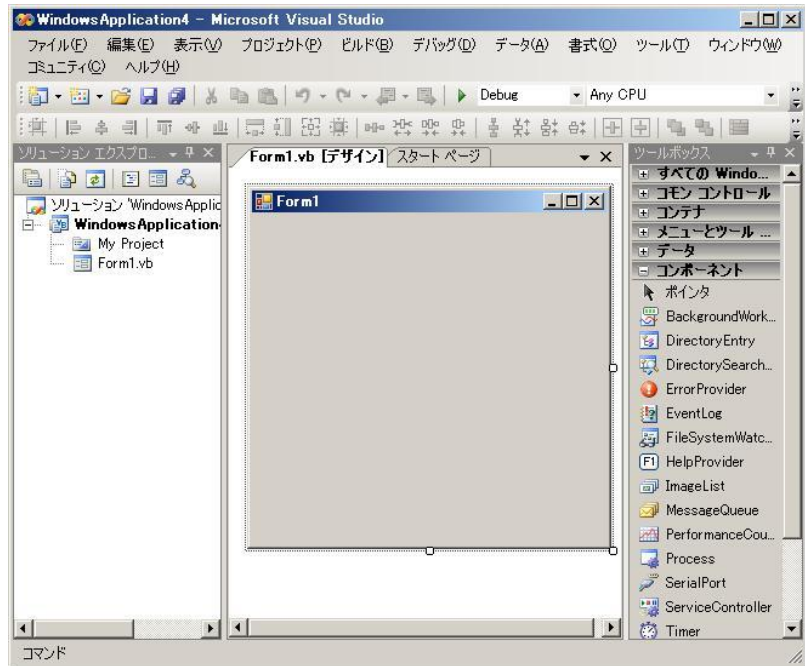 WindowsApplication4 - Microsoft Visual Studio
ファイル(F) 編集(E) 表示(V) プロジェクト(P) ビルド(B) デバッグ(D) データ(A) 書式(O) ツール(T) ウィンドウ(W)
コミュニティ(C) ヘルプ(H)
Debug Any CPU
ソリューション エクスプロ...
ソリューション 'WindowsApplic
WindowsApplication
My Project
Form1.vb
Form1.vb [デザイン] スタート ページ
Form1
ツールボックス
すべての Windo...
コモン コントロール
コンテナ
メニューとツール ...
データ
コンポーネント
ポインタ
BackgroundWork...
DirectoryEntry
DirectorySearch...
ErrorProvider
EventLog
FileSystemWatc...
F1 HelpProvider
ImageList
MessageQueue
PerformanceCou...
Process
SerialPort
ServiceController
Timer
コマンド